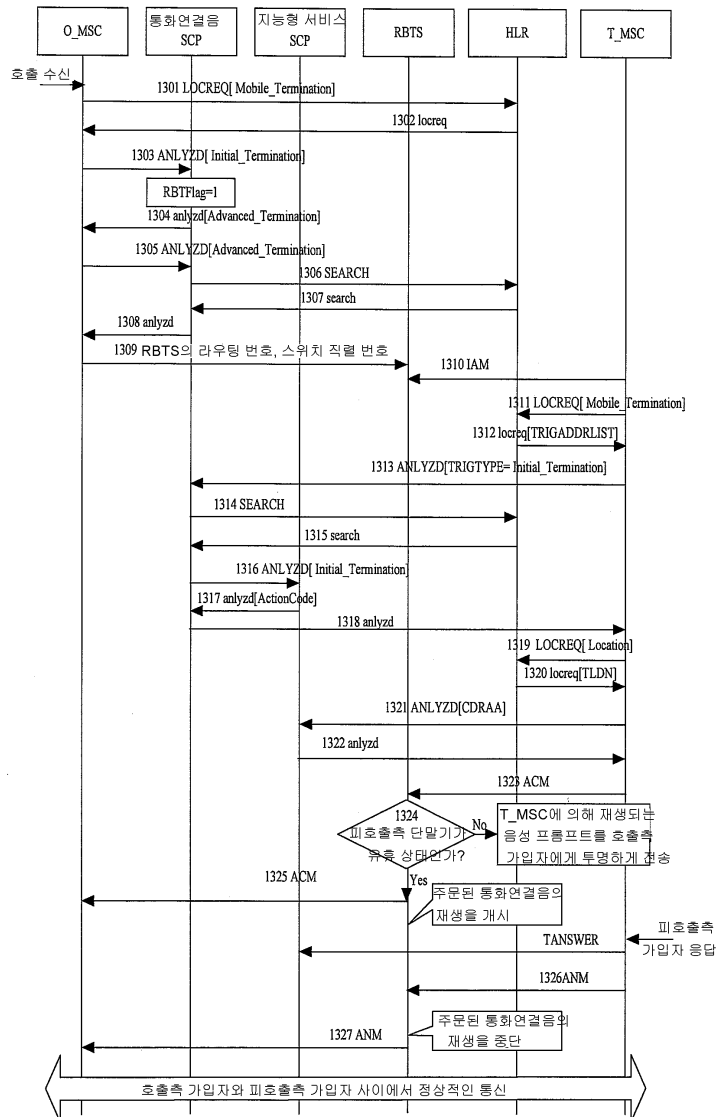 O_MSC
통화연결음
SCP
지능형 서비스
SCP
RBTS
HLR
T_MSC
호출 수신
1301 LOCREQ[ Mobile_Termination]
1302 locreq
1303 ANLYZD[ Initial_Termination]
RBTFlag=1
1304 anlyzd[Advanced_Termination]
1305 ANLYZD[Advanced_Termination]
1306 SEARCH
1307 search
1308 anlyzd
1309 RBTS의 라우팅 번호, 스위치 직렬 번호
1310 IAM
1311 LOCREQ[ Mobile_Termination]
1312 locreq[TRIGADDRLIST]
1313 ANLYZD[TRIGTYPE= Initial_Termination]
1314 SEARCH
1315 search
1316 ANLYZD[ Initial_Termination]
1317 anlyzd[ActionCode]
1318 anlyzd
1319 LOCREQ[ Location]
1320 locreq[TLDN]
1321 ANLYZD[CDRAA]
1322 anlyzd
1323 ACM
1324
피호출측 단말기가
유휴 상태인가?
No
T_MSC에 의해 재생되는
음성 프롬프트를 호출측
가입자에게 투명하게 전송
Yes
1325 ACM
주문된 통화연결음의
재생을 개시
피호출측
가입자 응답
TANSWER
1326ANM
주문된 통화연결음의
재생을 중단
1327 ANM
호출측 가입자와 피호출측 가입자 사이에서 정상적인 통신